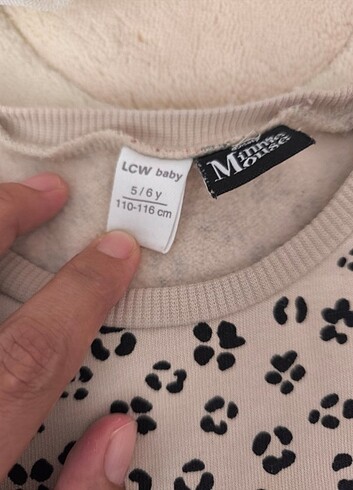 LCW baby
5/6 y
110-116 cm
Minnie
Mouse